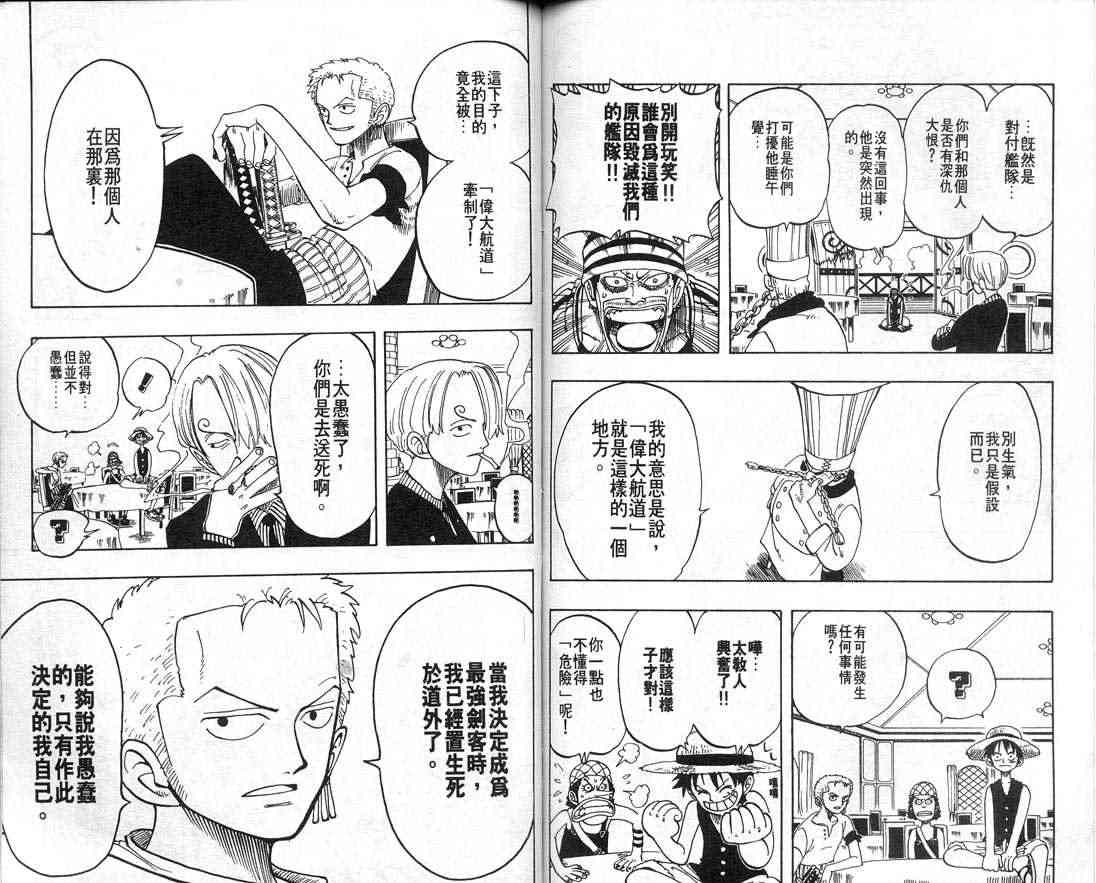 …既然是
對付艦隊…
你們和那個人
是否有深仇
大恨?
沒有這回事,
他是突然出現
的。
可能是你們
打擾他睡午
覺…
別開玩笑!!
誰會爲這種
原因毀滅我們
的艦隊!!
別生氣,
我只是假設
而已。
我的意思是說,
「偉大航道」
就是這樣的一個
地方。
有可能發生
任何事情
嗎?
?
嘩…
太教人
興奮了!!
應該這樣
子才對!
嘻嘻
你一點也
不懂得
「危險」呢!
這下子,
我的目的
竟全被…
「偉大航道」
牽制了!
因爲那個人
在那裏!
…太愚蠢了,
你們是去送死啊。
!
說得對…
但並不
愚蠢……
?
當我決定成爲
最強劍客時,
我已經置生死
於道外了。
能夠說我愚蠢
的,只有作此
決定的我自己
。